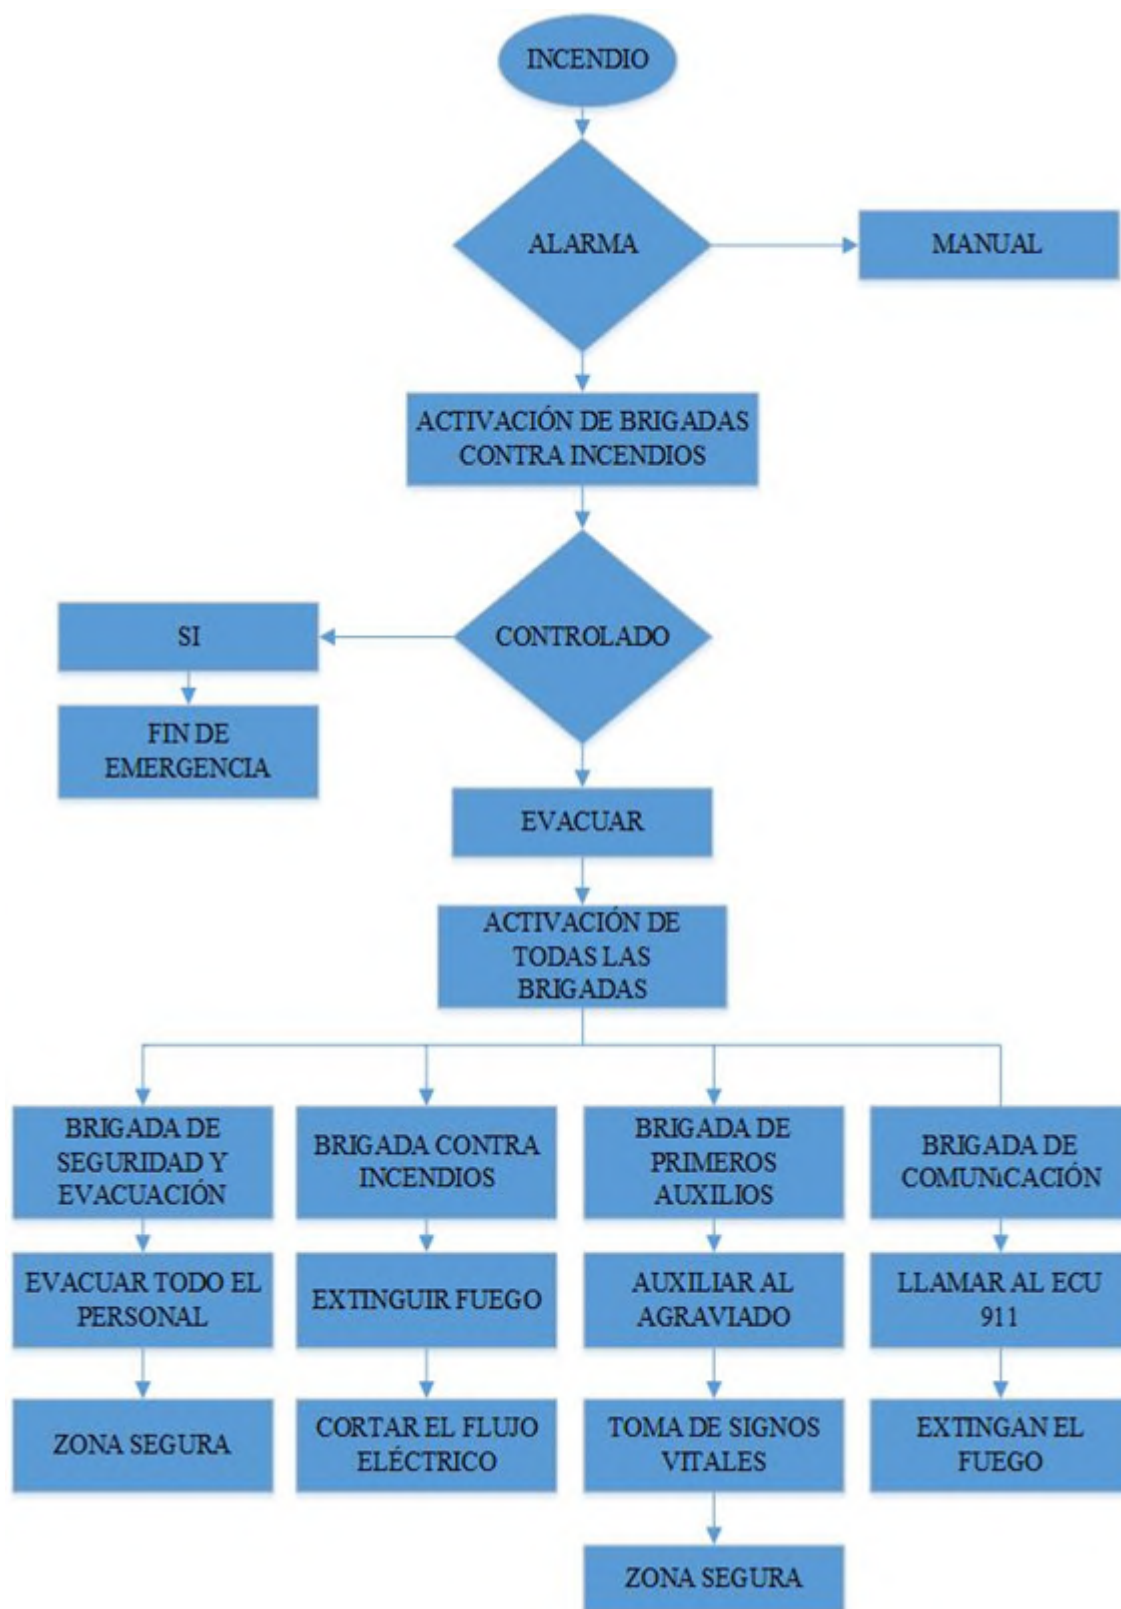 INCENDIO
ALARMA
MANUAL
ACTIVACIÓN DE BRIGADAS
CONTRA INCENDIOS
SI
CONTROLADO
FIN DE
EMERGENCIA
EVACUAR
ACTIVACIÓN DE
TODAS LAS
BRIGADAS
BRIGADA DE
SEGURIDAD Y
EVACUACIÓN
BRIGADA CONTRA
INCENDIOS
BRIGADA DE
PRIMEROS
AUXILIOS
BRIGADA DE
COMUNiCACIÓN
EVACUAR TODO EL
PERSONAL
EXTINGUIR FUEGO
AUXILIAR AL
AGRAVIADO
LLAMAR AL ECU
911
ZONA SEGURA
CORTAR EL FLUJO
ELÉCTRICO
TOMA DE SIGNOS
VITALES
EXTINGAN EL
FUEGO
ZONA SEGURA